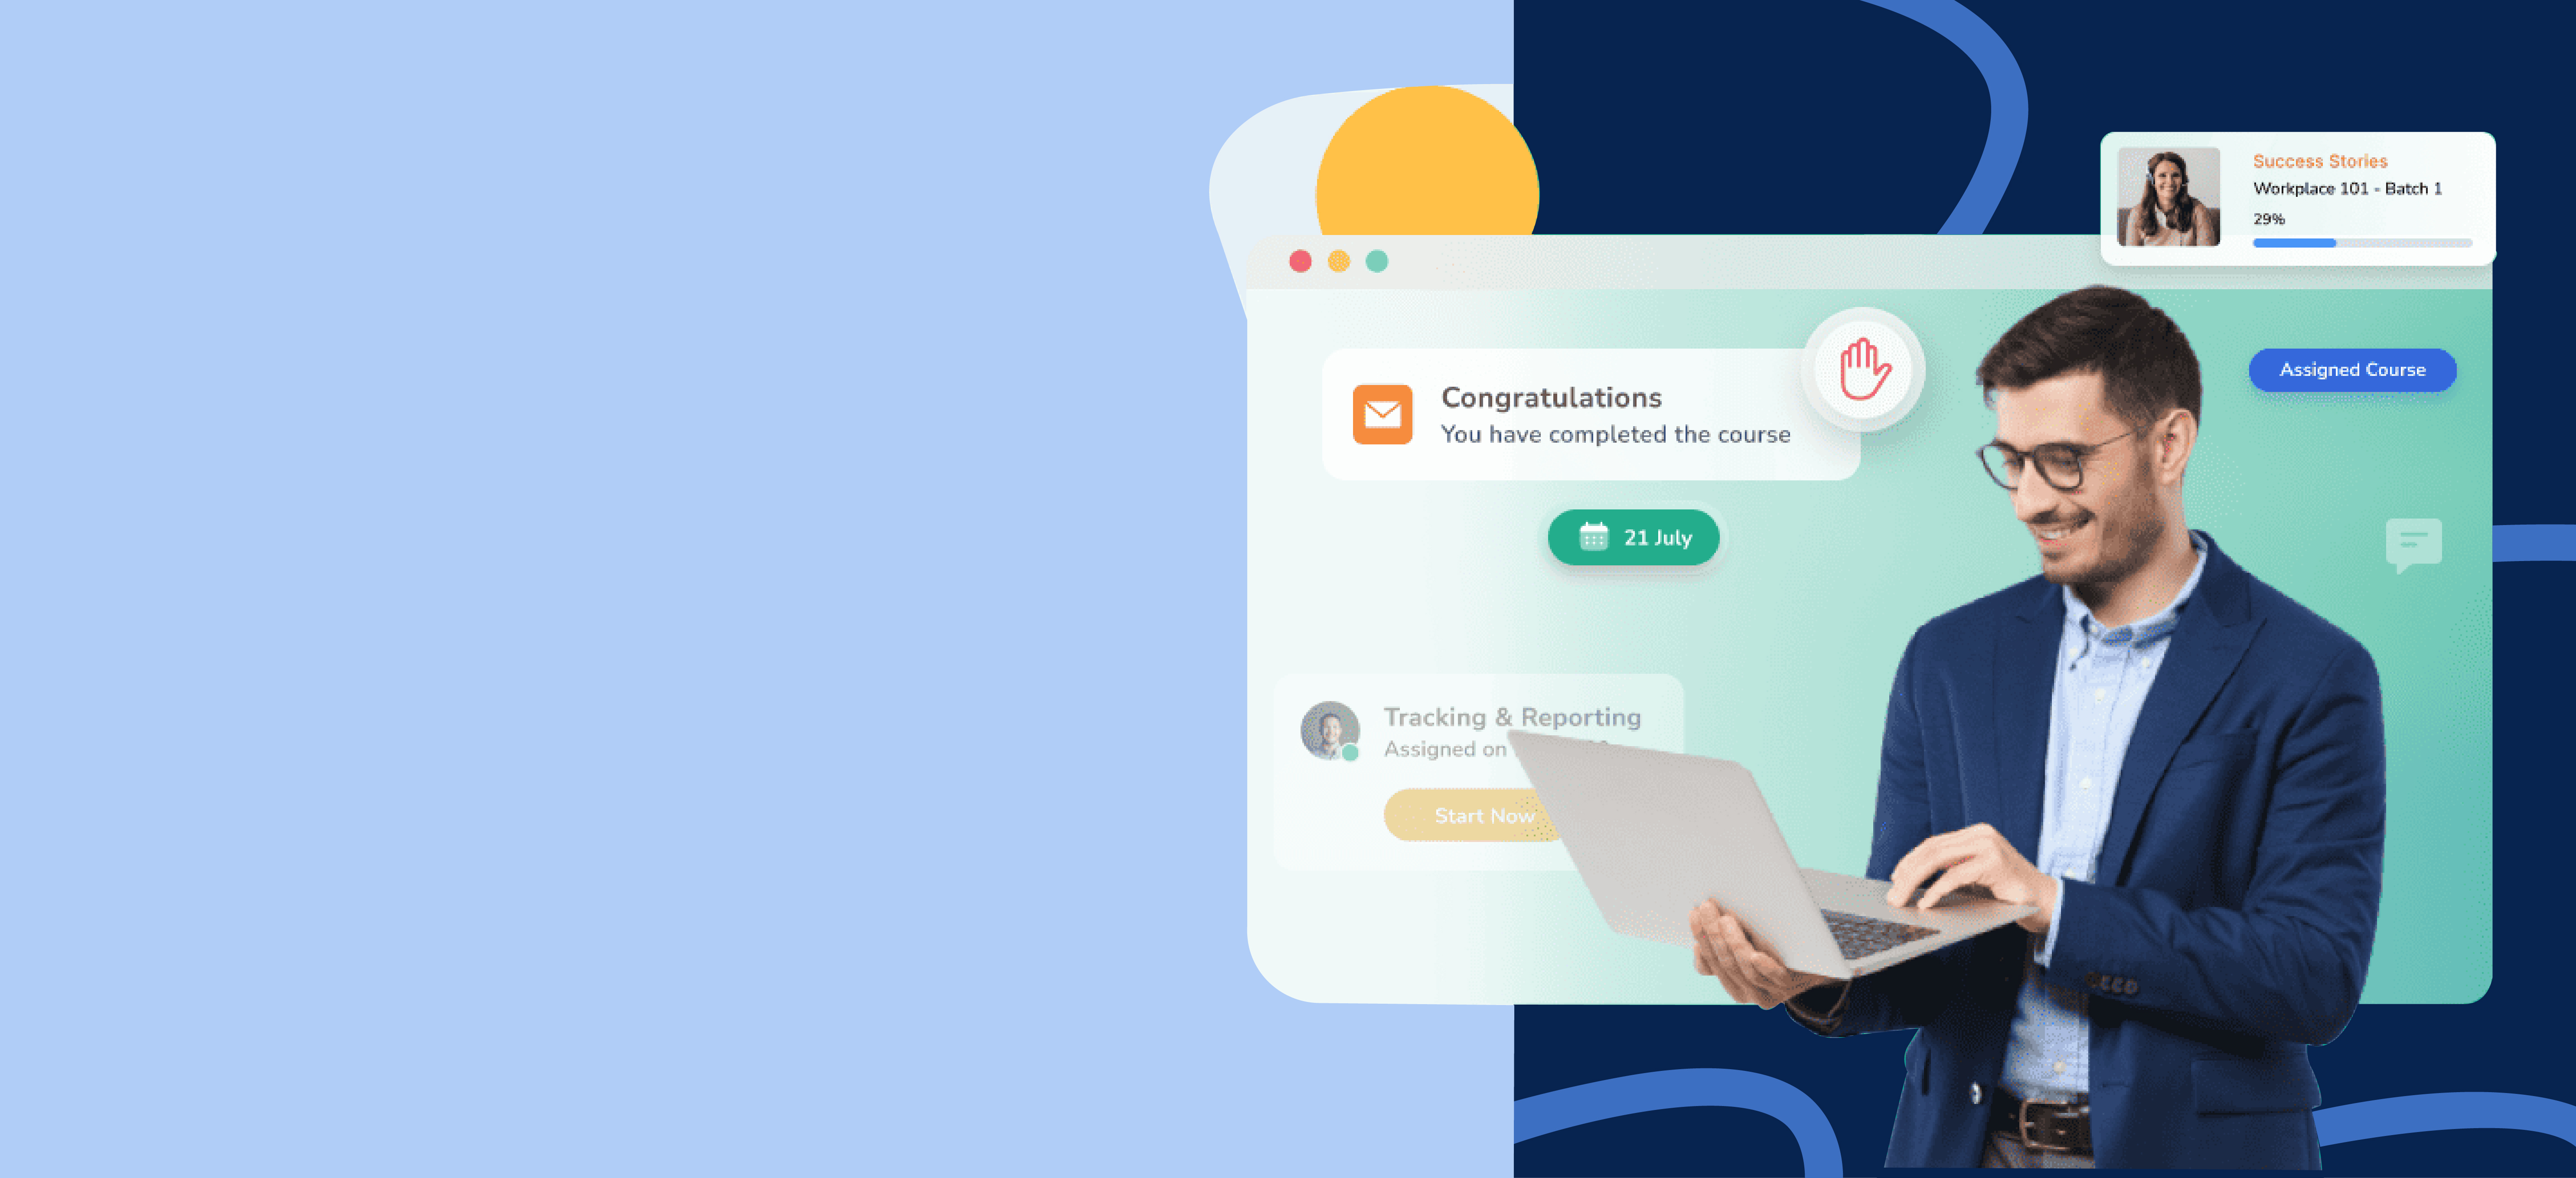 Success Stories
Workplace 101 - Batch 1
29%
Assigned Course
Congratulations
You have completed the course
21 July
Tracking & Reporting
Assigned on
Start Now